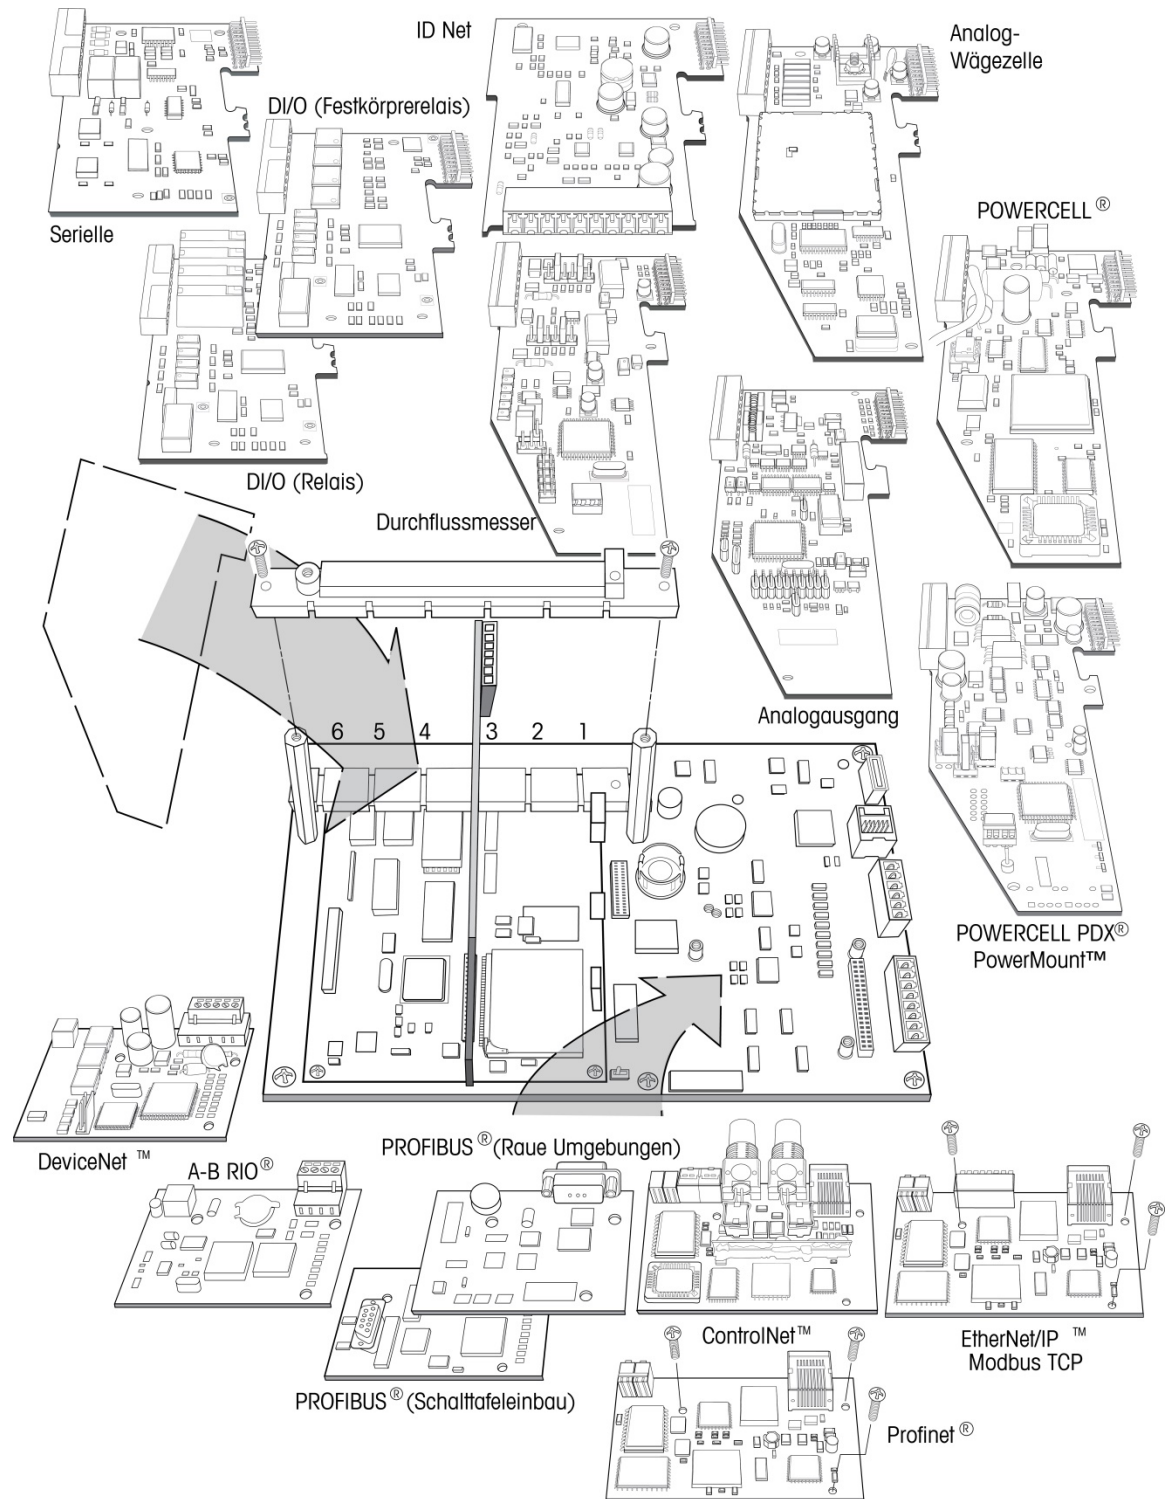 ID Net
Analog-
Wägezelle
DI/O (Festkörprerelais)
POWERCELL®
Serielle
DI/O (Relais)
Durchflussmesser
Analogausgang
6 5 4 3 2 1
POWERCELL PDX®
PowerMount™
DeviceNet ™
A-B RIO®
PROFIBUS® (Raue Umgebungen)
ControlNet™
EtherNet/IP ™
Modbus TCP
PROFIBUS® (Schalttafeleinbau)
Profinet®